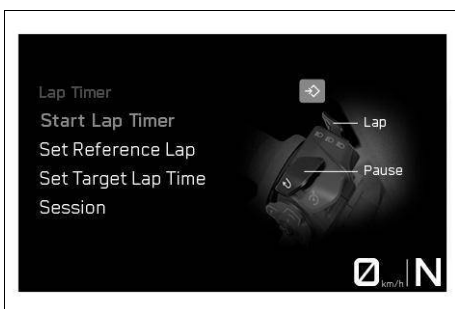 Lap Timer
Start Lap Timer
Set Reference Lap
Set Target Lap Time
Session
Lap
Pause
0 km/h N